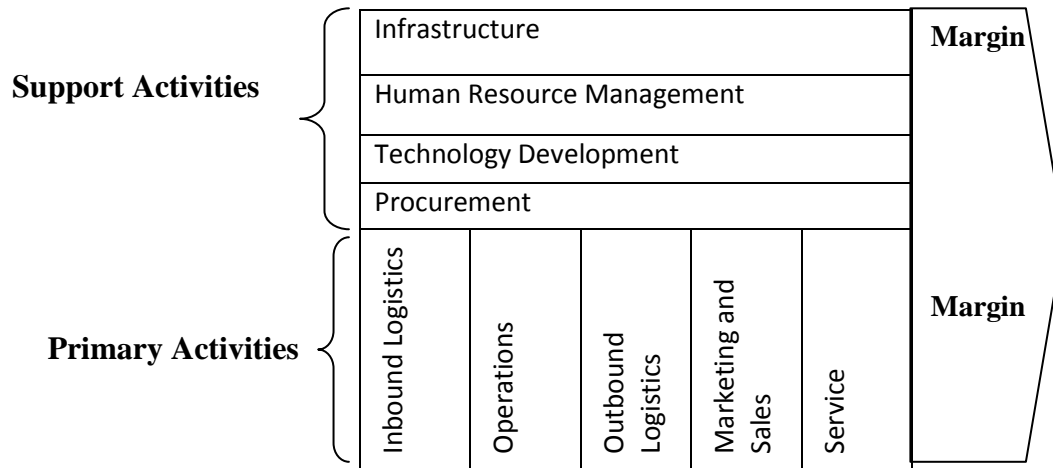 Infrastructure
Margin
Support Activities
Human Resource Management
Technology Development
Procurement
Primary Activities
Inbound Logistics
Operations
Outbound
Logistics
Marketing and
Sales
Service
Margin